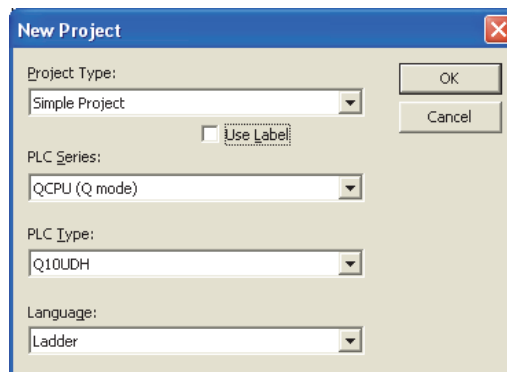 New Project
Project Type:
Simple Project
OK
Use Label
Cancel
PLC Series:
QCPU (Q mode)
PLC Type:
Q10UDH
Language:
Ladder